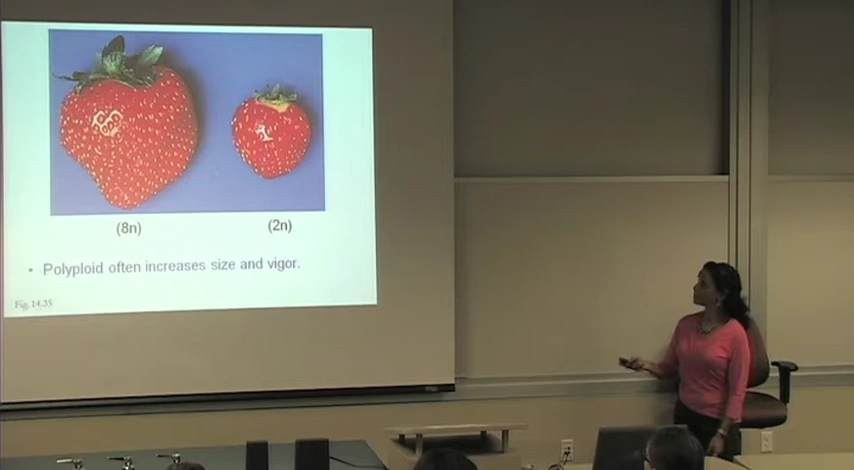 (8n) (2n)
• Polyploid often increases size and vigor.
Fig. 14.35